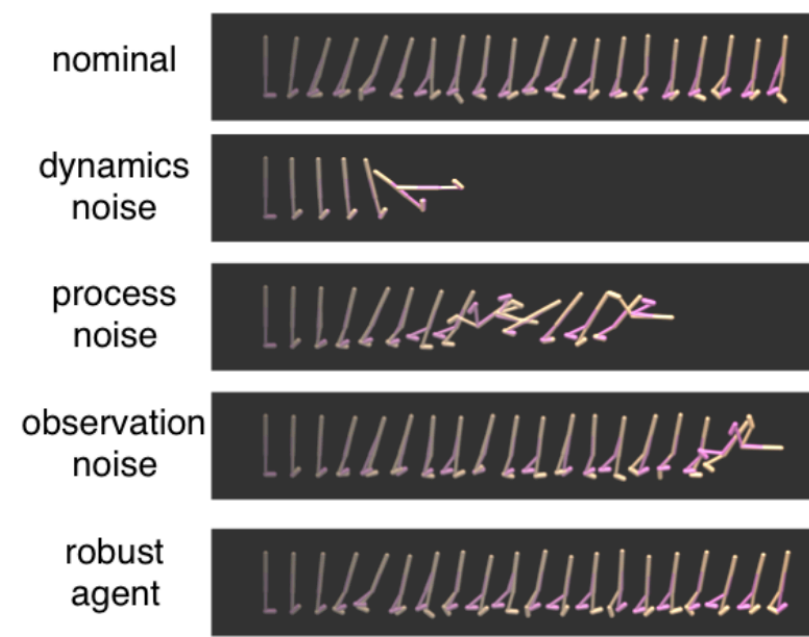 nominal
dynamics
noise
process
noise
observation
noise
robust
agent